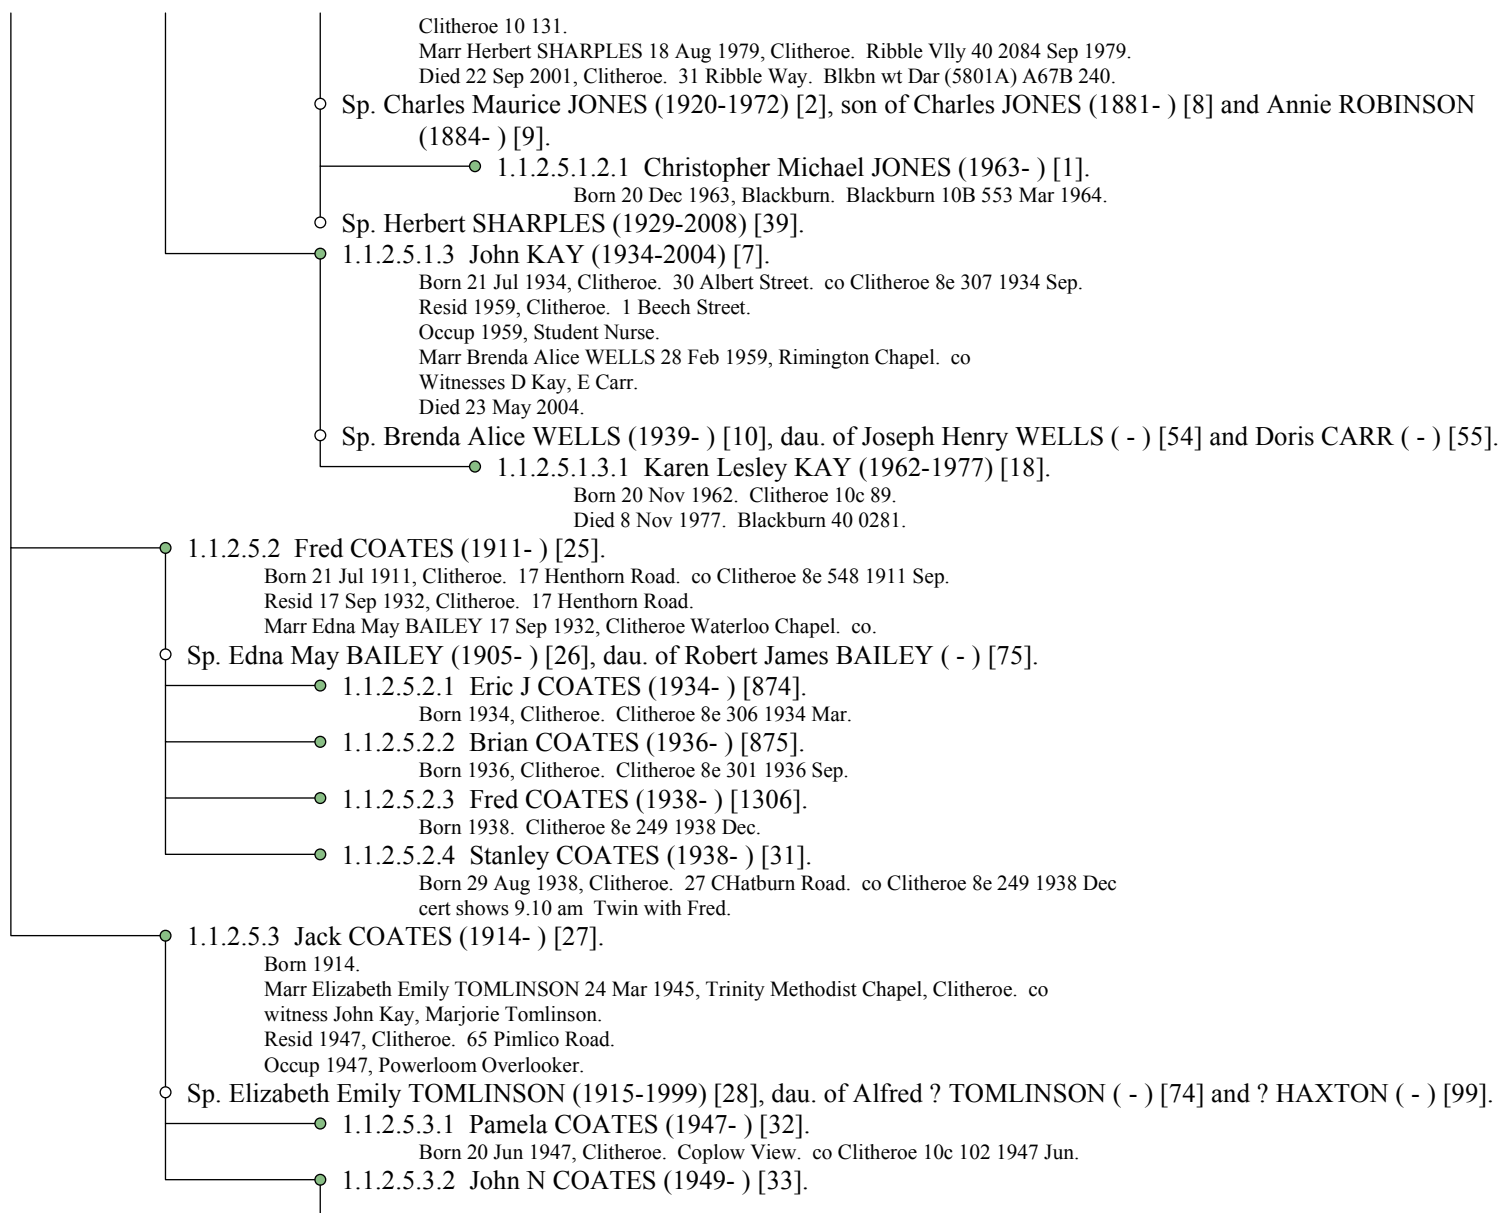 Clitheroe 10 131.
Marr Herbert SHARPLES 18 Aug 1979, Clitheroe. Ribble Vlly 40 2084 Sep 1979.
Died 22 Sep 2001, Clitheroe. 31 Ribble Way. Blkbn wt Dar (5801A) A67B 240.
Sp. Charles Maurice JONES (1920-1972) [2], son of Charles JONES (1881- ) [8] and Annie ROBINSON
(1884- ) [9].
1.1.2.5.1.2.1 Christopher Michael JONES (1963- ) [1].
Born 20 Dec 1963, Blackburn. Blackburn 10B 553 Mar 1964.
Sp. Herbert SHARPLES (1929-2008) [39].
1.1.2.5.1.3 John KAY (1934-2004) [7].
Born 21 Jul 1934, Clitheroe. 30 Albert Street. co Clitheroe 8e 307 1934 Sep.
Resid 1959, Clitheroe. 1 Beech Street.
Occup 1959, Student Nurse.
Marr Brenda Alice WELLS 28 Feb 1959, Rimington Chapel. co
Witnesses D Kay, E Carr.
Died 23 May 2004.
Sp. Brenda Alice WELLS (1939- ) [10], dau. of Joseph Henry WELLS ( - ) [54] and Doris CARR ( - ) [55].
1.1.2.5.1.3.1 Karen Lesley KAY (1962-1977) [18].
Born 20 Nov 1962. Clitheroe 10c 89.
Died 8 Nov 1977. Blackburn 40 0281.
1.1.2.5.2 Fred COATES (1911- ) [25].
Born 21 Jul 1911, Clitheroe. 17 Henthorn Road. co Clitheroe 8e 548 1911 Sep.
Resid 17 Sep 1932, Clitheroe. 17 Henthorn Road.
Marr Edna May BAILEY 17 Sep 1932, Clitheroe Waterloo Chapel. co.
Sp. Edna May BAILEY (1905- ) [26], dau. of Robert James BAILEY ( - ) [75].
1.1.2.5.2.1 Eric J COATES (1934- ) [874].
Born 1934, Clitheroe. Clitheroe 8e 306 1934 Mar.
1.1.2.5.2.2 Brian COATES (1936- ) [875].
Born 1936, Clitheroe. Clitheroe 8e 301 1936 Sep.
1.1.2.5.2.3 Fred COATES (1938- ) [1306].
Born 1938. Clitheroe 8e 249 1938 Dec.
1.1.2.5.2.4 Stanley COATES (1938- ) [31].
Born 29 Aug 1938, Clitheroe. 27 CHatburn Road. co Clitheroe 8e 249 1938 Dec
cert shows 9.10 am Twin with Fred.
1.1.2.5.3 Jack COATES (1914- ) [27].
Born 1914.
Marr Elizabeth Emily TOMLINSON 24 Mar 1945, Trinity Methodist Chapel, Clitheroe. co
witness John Kay, Marjorie Tomlinson.
Resid 1947, Clitheroe. 65 Pimlico Road.
Occup 1947, Powerloom Overlooker.
Sp. Elizabeth Emily TOMLINSON (1915-1999) [28], dau. of Alfred ? TOMLINSON ( - ) [74] and ? HAXTON ( - ) [99].
1.1.2.5.3.1 Pamela COATES (1947- ) [32].
Born 20 Jun 1947, Clitheroe. Coplow View. co Clitheroe 10c 102 1947 Jun.
1.1.2.5.3.2 John N COATES (1949- ) [33].